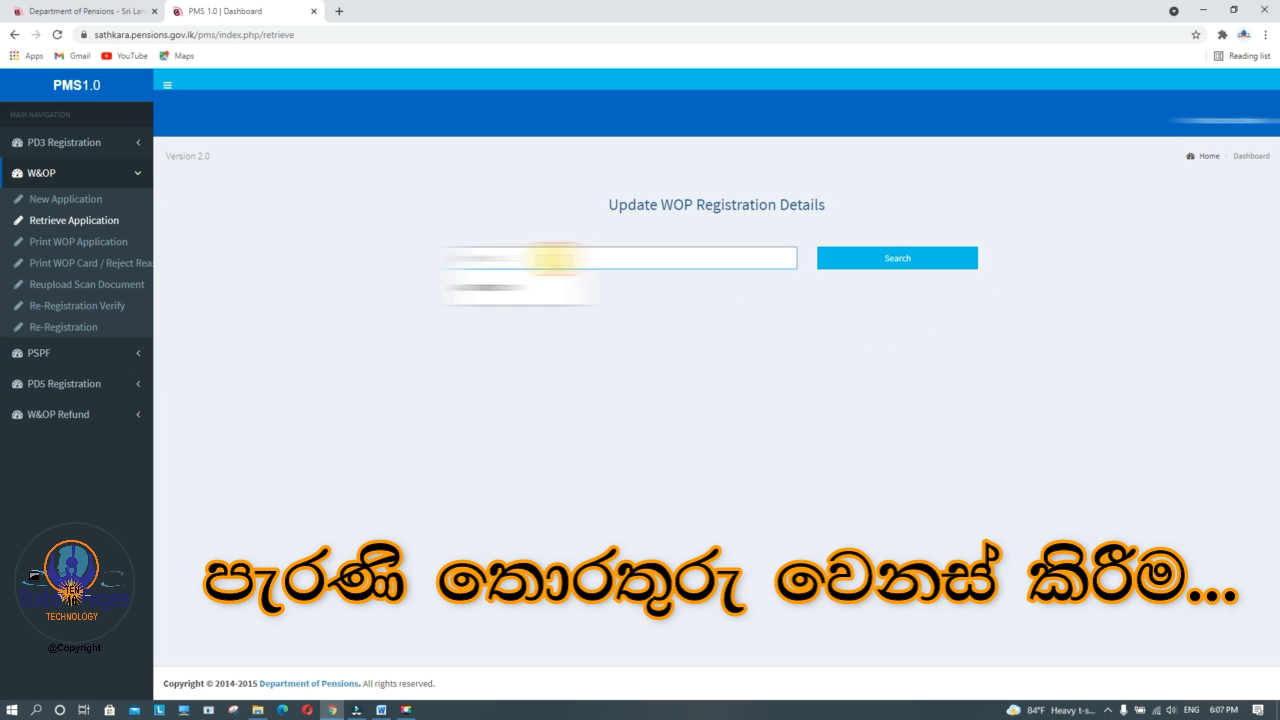 Department of Pensions - Sri Lan
PMS 1.0 | Dashboard
sathkara.pensions.gov.lk/pms/index.php/retrieve
Apps
Gmail
YouTube
Maps
Reading list
PMS1.0
MAIN NAVIGATION
PD3 Registration
Version 2.0
Home
Dashboard
W&OP
New Application
Update WOP Registration Details
Retrieve Application
Print WOP Application
Print WOP Card / Reject Rea
Search
Reupload Scan Document
Re-Registration Verify
Re-Registration
PSPF
PD5 Registration
W&OP Refund
පැරණි තොරතුරු වෙනස් කිරීම...
TECHNOLOGY
@Copyright
Copyright © 2014-2015 Department of Pensions. All rights reserved.
84°F Heavy t-s... ENG 6:07 PM